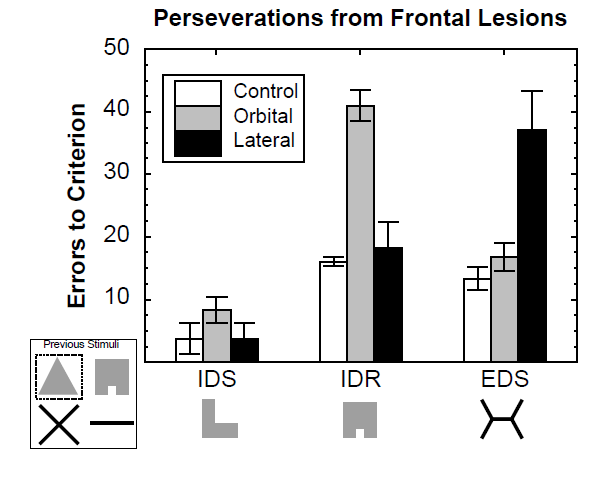 Perseverations from Frontal Lesions
50
40
30
20
10
Errors to Criterion
Control
Orbital
Lateral
IDS IDR EDS
Previous Stimuli